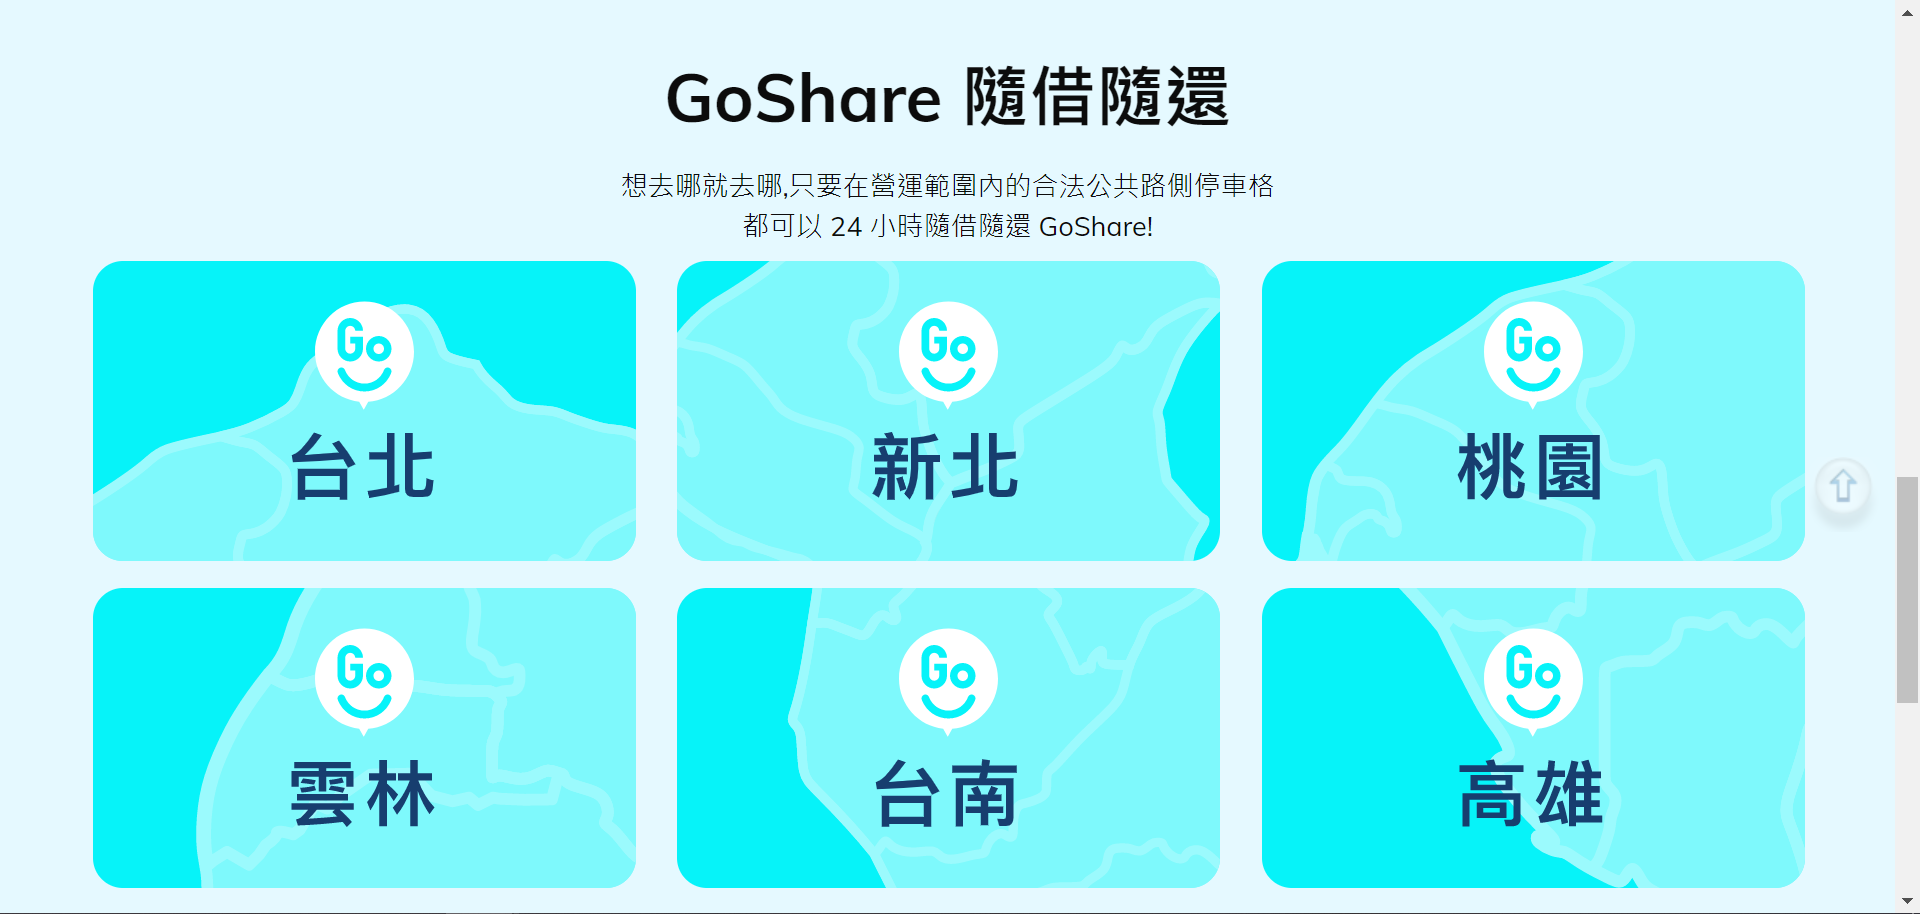 GoShare 隨借隨還
想去哪就去哪,只要在營運範圍內的合法公共路側停車格
都可以 24 小時隨借隨還 GoShare!
Go
台北
Go
新北
Go
桃園
Go
雲林
Go
台南
Go
高雄